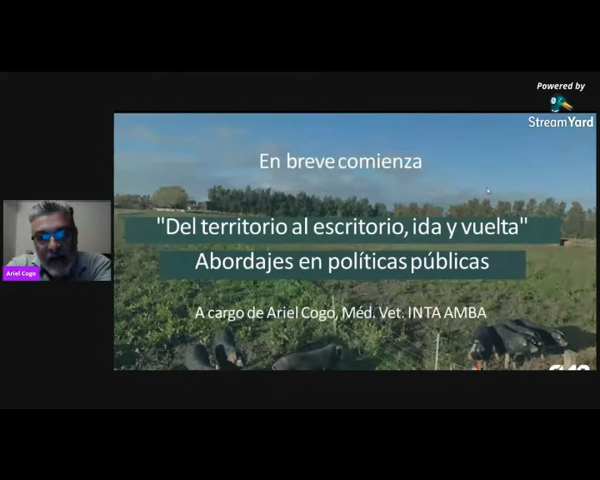 Powered by
StreamYard
En breve comienza
"Del territorio al escritorio, ida y vuelta"
Abordajes en políticas públicas
A cargo de Ariel Cogo, Méd. Vet. INTA AMBA
Ariel Cogo